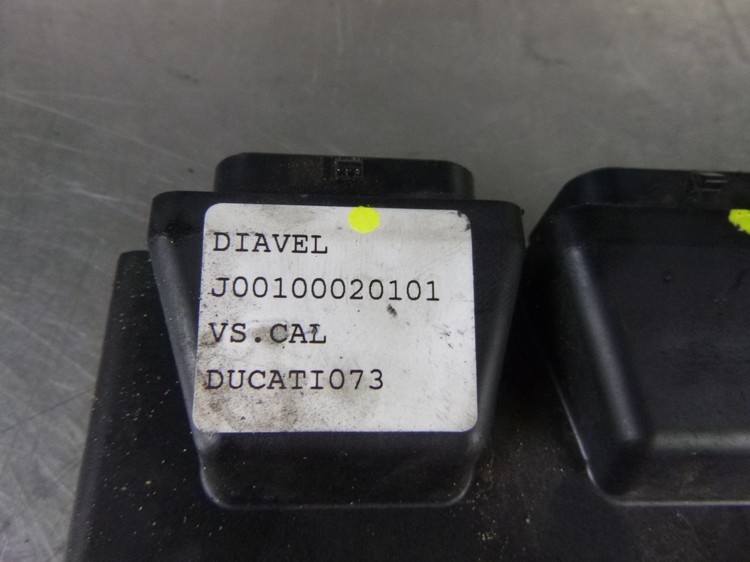 DIAVEL
J00100020101
VS.CAL
DUCATI073